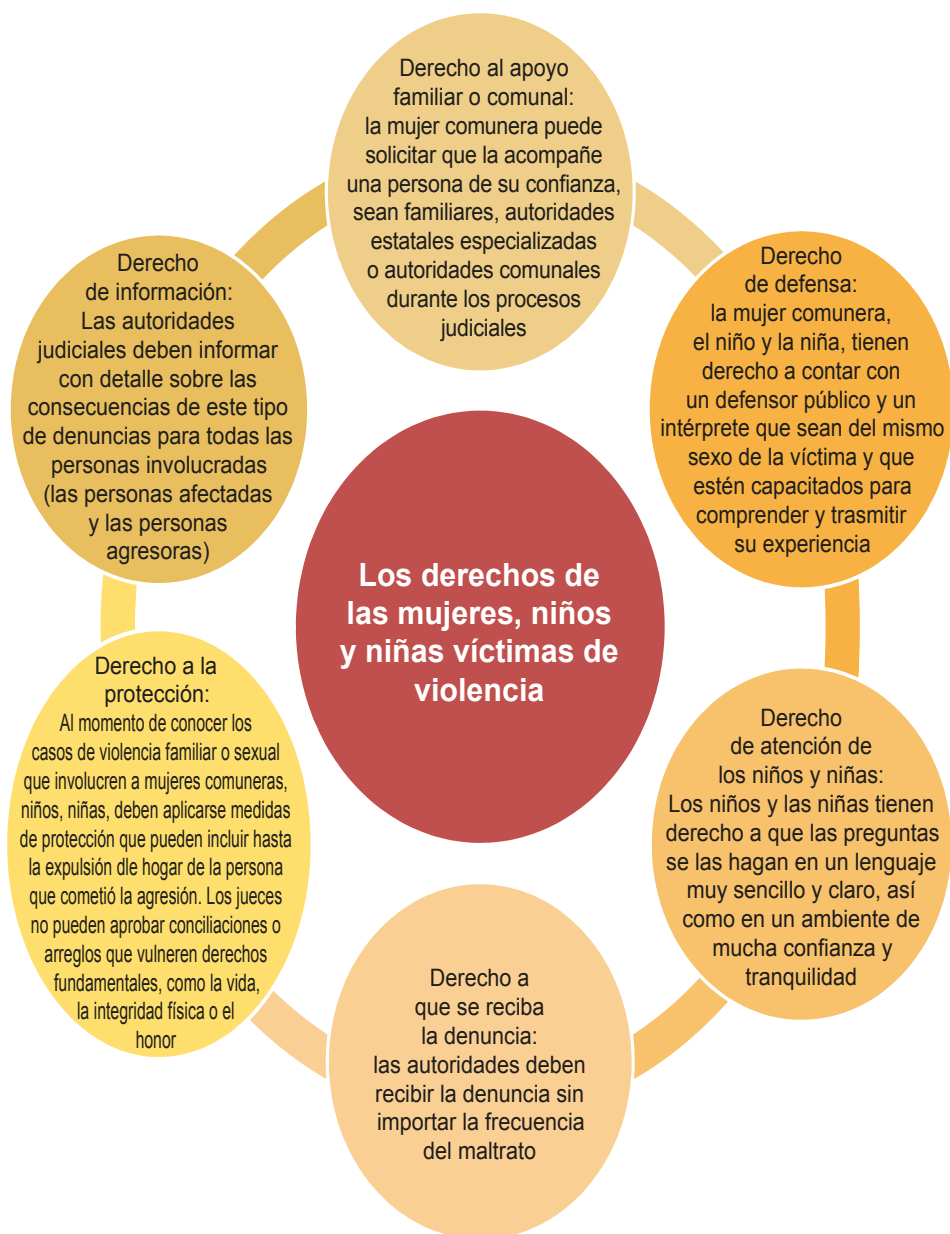 Derecho al apoyo
familiar o comunal:
la mujer comunera puede
solicitar que la acompañe
una persona de su confianza,
sean familiares, autoridades
estatales especializadas
o autoridades comunales
durante los procesos
judiciales
Derecho
de defensa:
la mujer comunera,
el niño y la niña, tienen
derecho a contar con
un defensor público y un
intérprete que sean del mismo
sexo de la víctima y que
estén capacitados para
comprender y trasmitir
su experiencia
Derecho
de atención de
los niños y niñas:
Los niños y las niñas tienen
derecho a que las preguntas
se las hagan en un lenguaje
muy sencillo y claro, así
como en un ambiente de
mucha confianza y
tranquilidad
Derecho a
que se reciba
la denuncia:
las autoridades deben
recibir la denuncia sin
importar la frecuencia
del maltrato
Derecho a la
protección:
Al momento de conocer los
casos de violencia familiar o sexual
que involucren a mujeres comuneras,
niños, niñas, deben aplicarse medidas
de protección que pueden incluir hasta
la expulsión dle hogar de la persona
que cometió la agresión. Los jueces
no pueden aprobar conciliaciones o
arreglos que vulneren derechos
fundamentales, como la vida,
la integridad física o el
honor
Derecho
de información:
Las autoridades
judiciales deben informar
con detalle sobre las
consecuencias de este tipo
de denuncias para todas las
personas involucradas
(las personas afectadas
y las personas
agresoras)
Los derechos de
las mujeres, niños
y niñas víctimas de
violencia